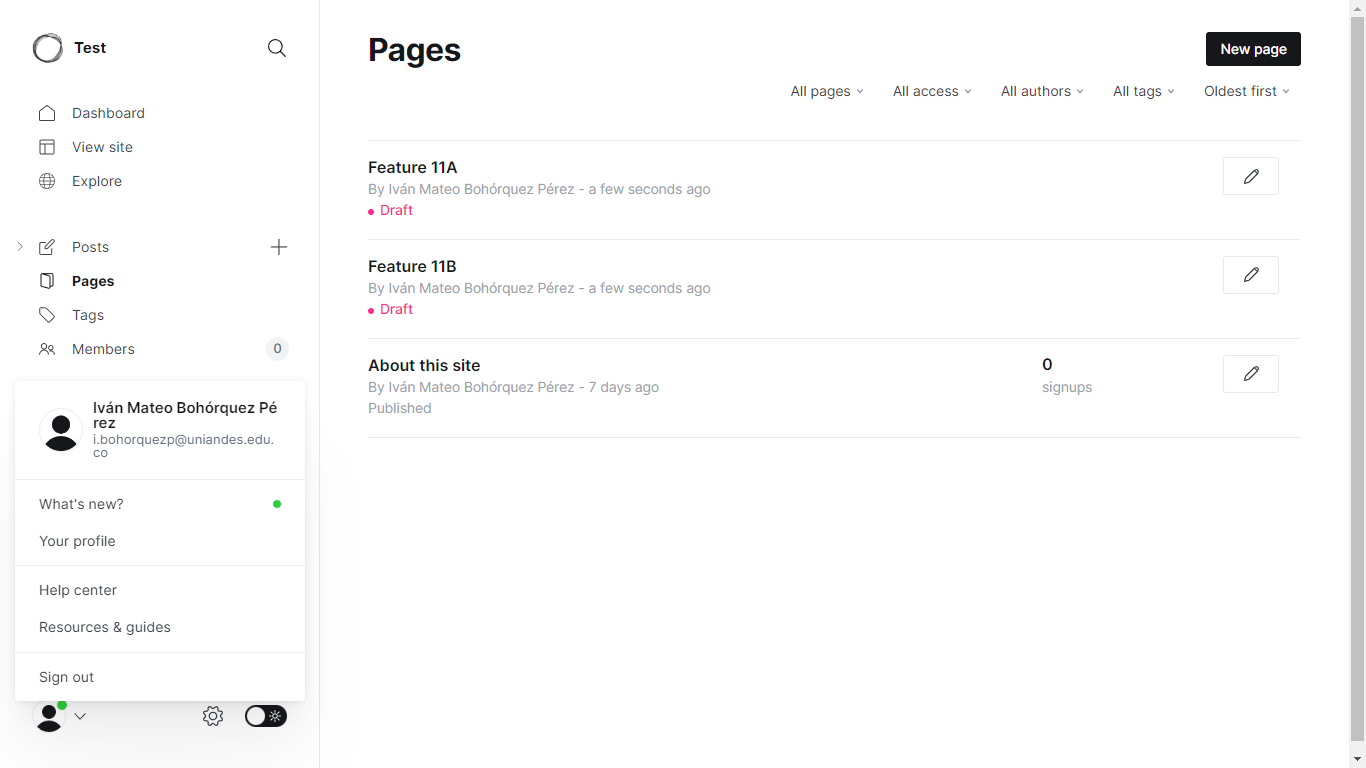 Test
Dashboard
View site
Explore
Posts
Pages
Tags
Members 0
Iván Mateo Bohórquez Pé
rez
i.bohorquezp@uniandes.edu.
co
What's new?
Your profile
Help center
Resources & guides
Sign out
Pages
New page
All pages All access All authors All tags Oldest first
Feature 11A
By Iván Mateo Bohórquez Pérez - a few seconds ago
Draft
Feature 11B
By Iván Mateo Bohórquez Pérez - a few seconds ago
Draft
About this site
By Iván Mateo Bohórquez Pérez - 7 days ago
Published
0
signups